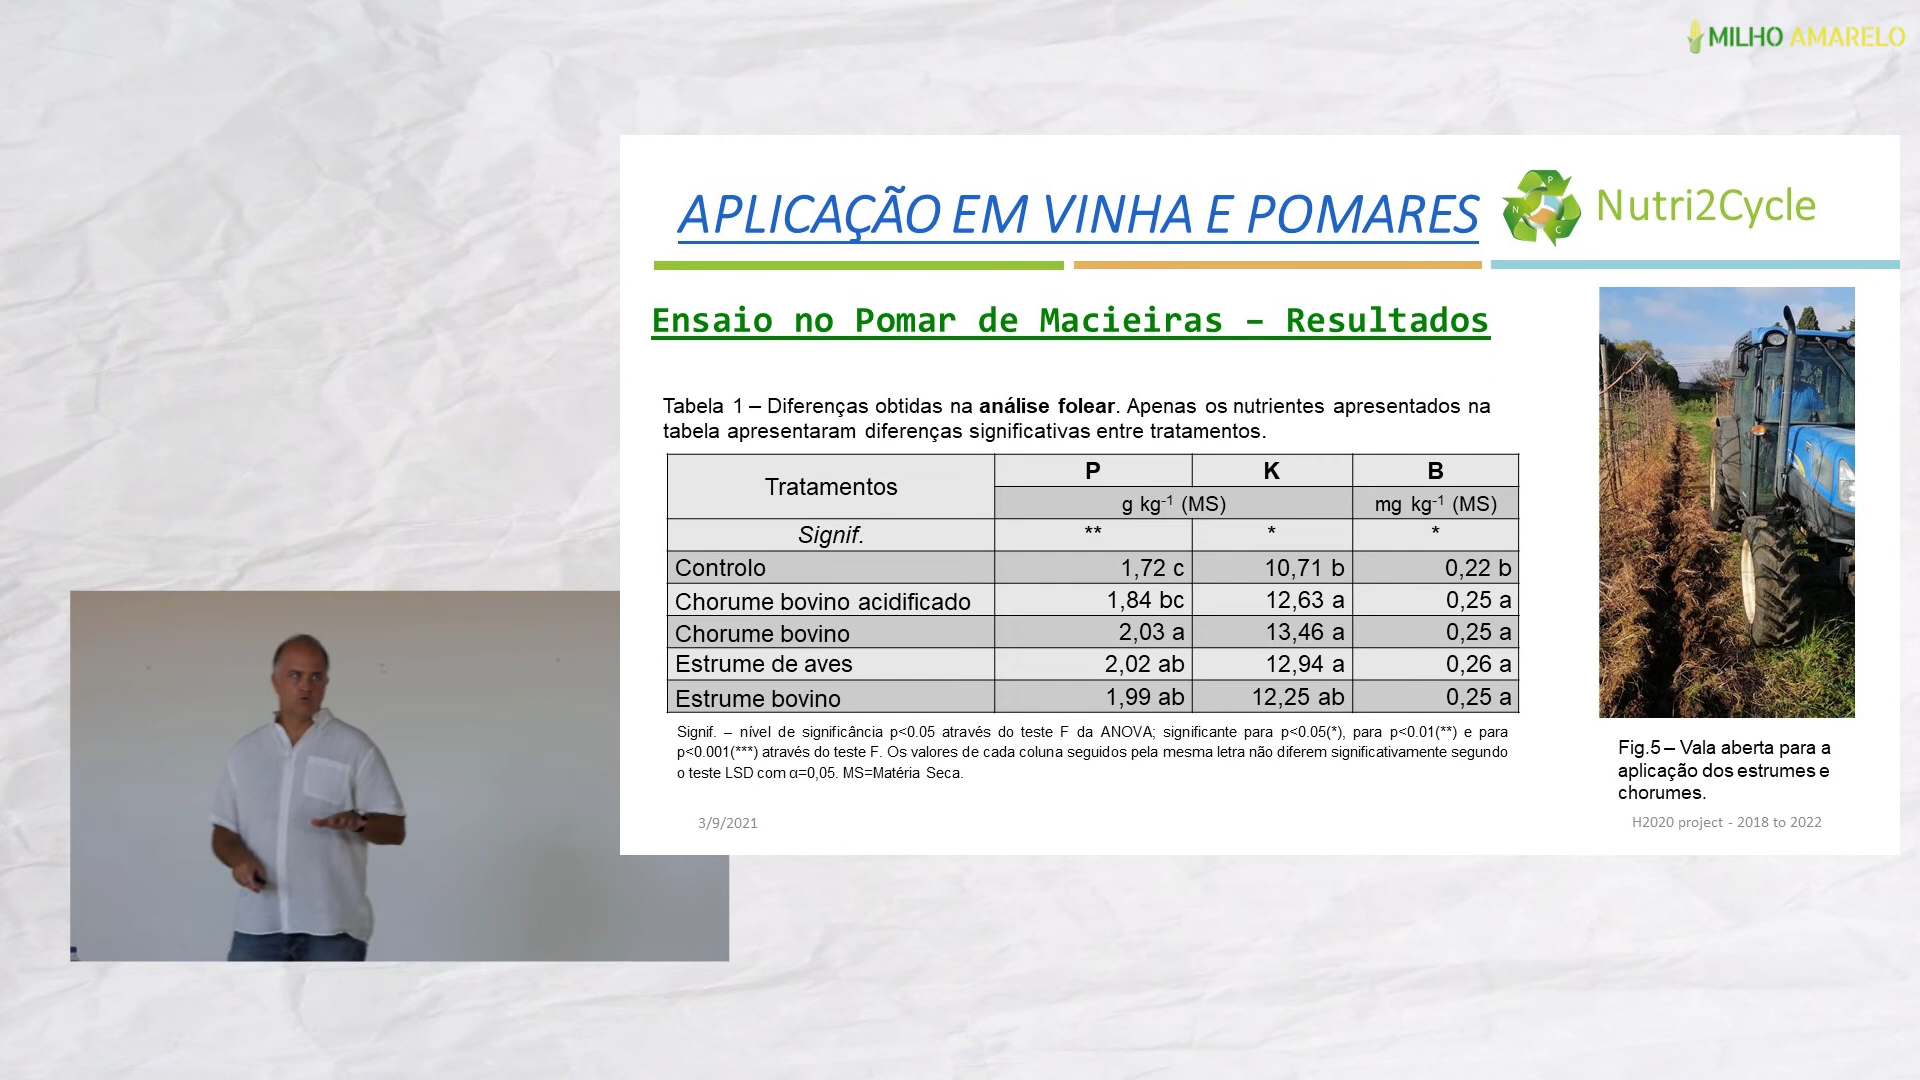 MILHO AMARELO
APLICAÇÃO EM VINHA E POMARES
P
N
C
Nutri2Cycle
Ensaio no Pomar de Macieiras – Resultados
Tabela 1 – Diferenças obtidas na análise folear. Apenas os nutrientes apresentados na
tabela apresentaram diferenças significativas entre tratamentos.
Tratamentos P K B
g kg-1 (MS) mg kg-1 (MS)
Signif. ** * *
Controlo 1,72 c 10,71 b 0,22 b
Chorume bovino acidificado 1,84 bc 12,63 a 0,25 a
Chorume bovino 2,03 a 13,46 a 0,25 a
Estrume de aves 2,02 ab 12,94 a 0,26 a
Estrume bovino 1,99 ab 12,25 ab 0,25 a
Signif. – nível de significância p<0.05 através do teste F da ANOVA; significante para p<0.05(*), para p<0.01(**) e para
p<0.001(***) através do teste F. Os valores de cada coluna seguidos pela mesma letra não diferem significativamente segundo
o teste LSD com α=0,05. MS=Matéria Seca.
Fig.5 – Vala aberta para a
aplicação dos estrumes e
chorumes.
3/9/2021
H2020 project - 2018 to 2022